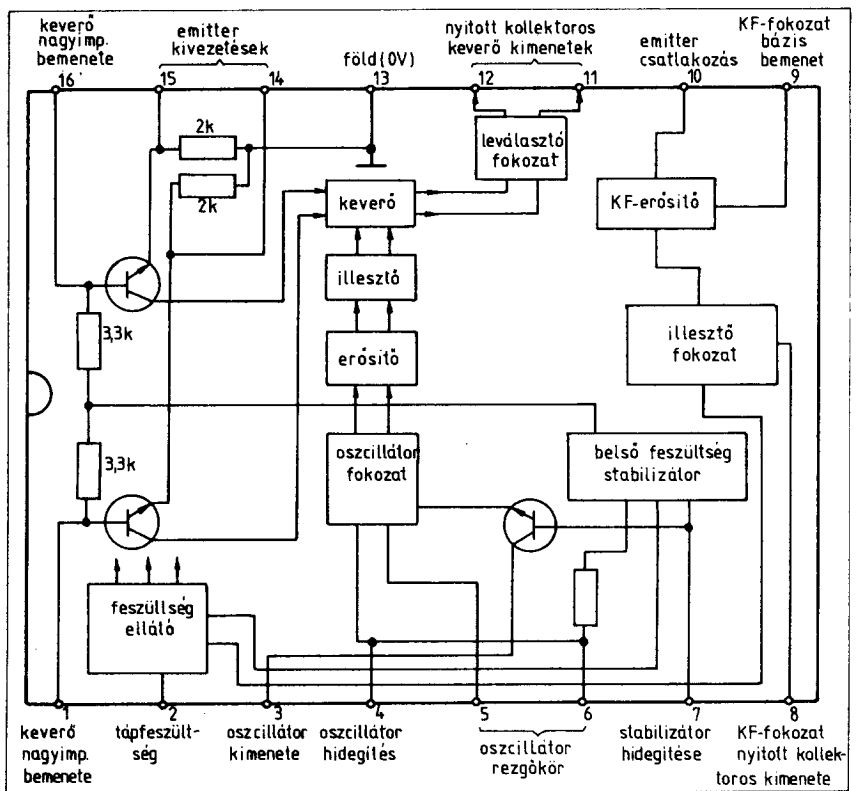 keverő
nagyimp.
bemenete
emitter
kivezetések
föld(0V)
nyitott kollektoros
keverő kimenetek
emitter
csatlakozás
KF-fokozat
bázis
bemenet
16
15
14
13
12
11
10
9
2k
2k
leválasztó
fokozat
keverő
KF-erősítő
illesztő
3,3k
erősítő
illesztő
fokozat
3,3k
oszcillátor
fokozat
belső feszültség
stabilizátor
feszültség
ellátó
1
2
3
4
5
6
7
8
keverő
nagyimp.
bemenete
tápfeszült-
ség
oszcillátor
kimenete
oszcillátor
hidegítés
oszcillátor
rezgőkör
stabilizátor
hidegítése
KF-fokozat
nyitott kollek-
toros kimenete